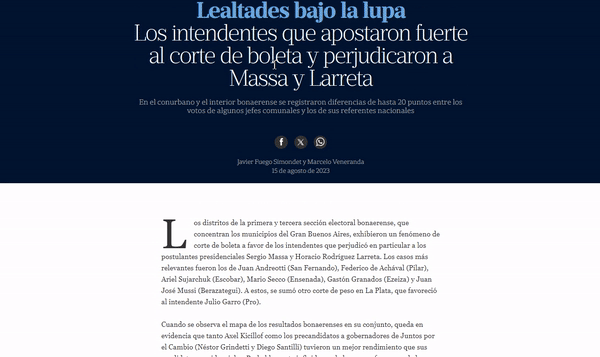 Lealtades bajo la lupa
Los intendentes que apostaron fuerte
al corte de boleta y perjudicaron a
Massa y Larreta
En el conurbano y el interior bonaerense se registraron diferencias de hasta 20 puntos entre los
votos de algunos jefes comunales y los de sus referentes nacionales
Javier Fuego Simondet y Marcelo Veneranda
15 de agosto de 2023
Los distritos de la primera y tercera sección electoral bonaerense, que
concentran los municipios del Gran Buenos Aires, exhibieron un fenómeno de
corte de boleta a favor de los intendentes que perjudicó en particular a los
postulantes presidenciales Sergio Massa y Horacio Rodríguez Larreta. Los casos más
relevantes fueron los de Juan Andreotti (San Fernando), Federico de Achával (Pilar),
Ariel Sujarchuk (Escobar), Mario Secco (Ensenada), Gastón Granados (Ezeiza) y Juan
José Mussi (Berazategui). A estos, se sumó otro corte de peso en La Plata, que favoreció
al intendente Julio Garro (Pro).
Cuando se observa el mapa de los resultados bonaerenses en su conjunto, queda en
evidencia que tanto Axel Kicillof como los precandidatos a gobernador de Juntos por
el Cambio (Néstor Grindetti y Diego Santilli) tuvieron un mejor rendimiento que sus